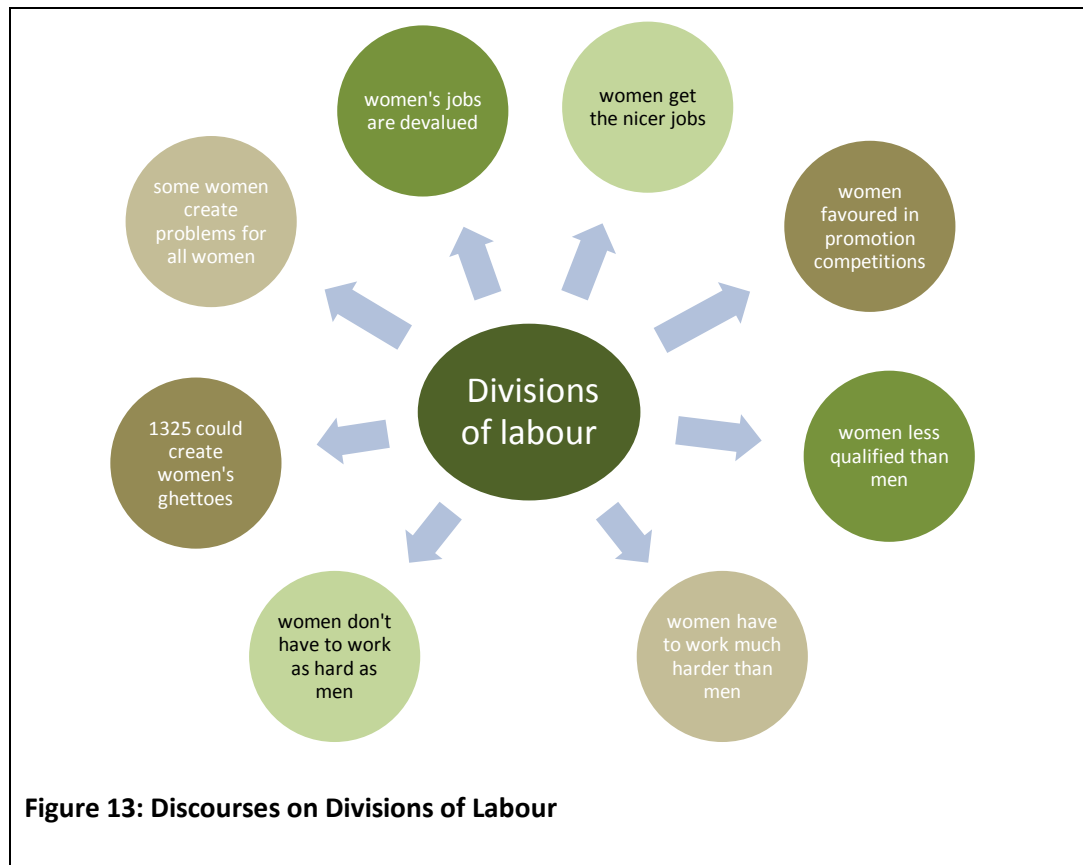 women's jobs
are devalued
women get
the nicer jobs
women
favoured in
promotion
competitions
women less
qualified than
men
women have
to work much
harder than
men
women don't
have to work
as hard as
men
1325 could
create
women's
ghettoes
some women
create
problems for
all women
Divisions
of labour
Figure 13: Discourses on Divisions of Labour